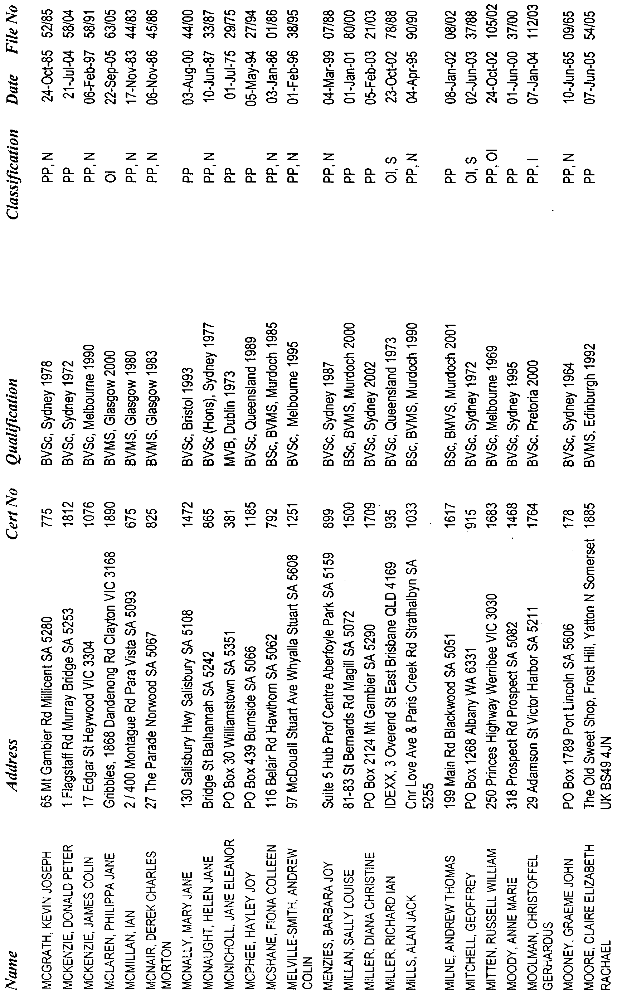 Name Address Cert No Qualification Classification Date File No
MCGRATH, KEVIN JOSEPH 65 Mt Gambier Rd Millicent SA 5280 775 BVSc, Sydney 1978 PP, N 24-Oct-85 52/85
MCKENZIE, DONALD PETER 1 Flagstaff Rd Murray Bridge SA 5253 1812 BVSc, Sydney 1972 PP 21-Jul-04 58/04
MCKENZIE, JAMES COLIN 17 Edgar St Heywood VIC 3304 1076 BVSc, Melbourne 1990 PP, N 06-Feb-97 58/91
MCLAREN, PHILIPPA JANE Gribbles, 1868 Dandenong Rd Clayton VIC 3168 1890 BVMS, Glasgow 2000 OI 22-Sep-05 63/05
MCMILLAN, IAN 2 / 400 Montague Rd Para Vista SA 5093 675 BVMS, Glasgow 1980 PP, N 17-Nov-83 44/83
MCNAIR, DEREK CHARLES 27 The Parade Norwood SA 5067 825 BVMS, Glasgow 1983 PP, N 06-Nov-86 45/86
MORTON
MCNALLY, MARY JANE 130 Salisbury Hwy Salisbury SA 5108 1472 BVSc, Bristol 1993 PP 03-Aug-00 44/00
MCNAUGHT, HELEN JANE Bridge St Balhannah SA 5242 865 BVSc (Hons), Sydney 1977 PP, N 10-Jun-87 33/87
MCNICHOLL, JANE ELEANOR PO Box 30 Williamstown SA 5351 381 MVB, Dublin 1973 PP 01-Jul-75 29/75
MCPHEE, HAYLEY JOY PO Box 439 Burnside SA 5066 1185 BVSc, Queensland 1989 PP 05-May-94 27/94
MCSHANE, FIONA COLLEEN 116 Belair Rd Hawthorn SA 5062 792 BSc, BVMS, Murdoch 1985 PP, N 03-Jan-86 01/86
MELVILLE-SMITH, ANDREW 97 McDouall Stuart Ave Whyalla Stuart SA 5608 1251 BVSc, Melbourne 1995 PP, N 01-Feb-96 38/95
COLIN
MENZIES, BARBARA JOY Suite 5 Hub Prof Centre Aberfoyle Park SA 5159 899 BVSc, Sydney 1987 PP, N 04-Mar-99 07/88
MILLAN, SALLY LOUISE 81-83 St Bernards Rd Magill SA 5072 1500 BSc, BVMS, Murdoch 2000 PP 01-Jan-01 80/00
MILLER, DIANA CHRISTINE PO Box 2124 Mt Gambier SA 5290 1709 BVSc, Sydney 2002 PP 05-Feb-03 21/03
MILLER, RICHARD IAN IDEXX, 3 Overend St East Brisbane QLD 4169 935 BVSc, Queensland 1973 OI, S 23-Oct-02 78/88
MILLS, ALAN JACK Cnr Love Ave & Paris Creek Rd Strathalbyn SA 1033 BSc, BVMS, Murdoch 1990 PP, N 04-Apr-95 90/90
5255
MILNE, ANDREW THOMAS 199 Main Rd Blackwood SA 5051 1617 BSc, BMVS, Murdoch 2001 PP 08-Jan-02 08/02
MITCHELL, GEOFFREY PO Box 1268 Albany WA 6331 915 BVSc, Sydney 1972 OI, S 02-Jun-03 37/88
MITTEN, RUSSELL WILLIAM 250 Princes Highway Werribee VIC 3030 1683 BVSc, Melbourne 1969 PP, OI 24-Oct-02 105/02
MOODY, ANNE MARIE 318 Prospect Rd Prospect SA 5082 1468 BVSc, Sydney 1995 PP 01-Jun-00 37/00
MOOLMAN, CHRISTOFFEL 29 Adamson St Victor Harbor SA 5211 1764 BVSc, Pretoria 2000 PP, I 07-Jan-04 112/03
GERHARDUS
MOONEY, GRAEME JOHN PO Box 1789 Port Lincoln SA 5606 178 BVSc, Sydney 1964 PP, N 10-Jun-65 09/65
MOORE, CLAIRE ELIZABETH The Old Sweet Shop, Frost Hill, Yatton N Somerset 1885 BVMS, Edinburgh 1992 PP 07-Jun-05 54/05
RACHAEL UK BS49 4JN